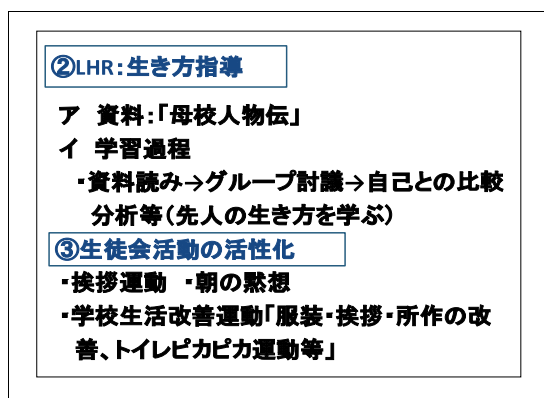 ②LHR:生き方指導
ア 資料:「母校人物伝」
イ 学習過程
・資料読み→グループ討議→自己との比較
分析等(先人の生き方を学ぶ)
③生徒会活動の活性化
・挨拶運動 ・朝の黙想
・学校生活改善運動「服装・挨拶・所作の改
善、トイレピカピカ運動等」